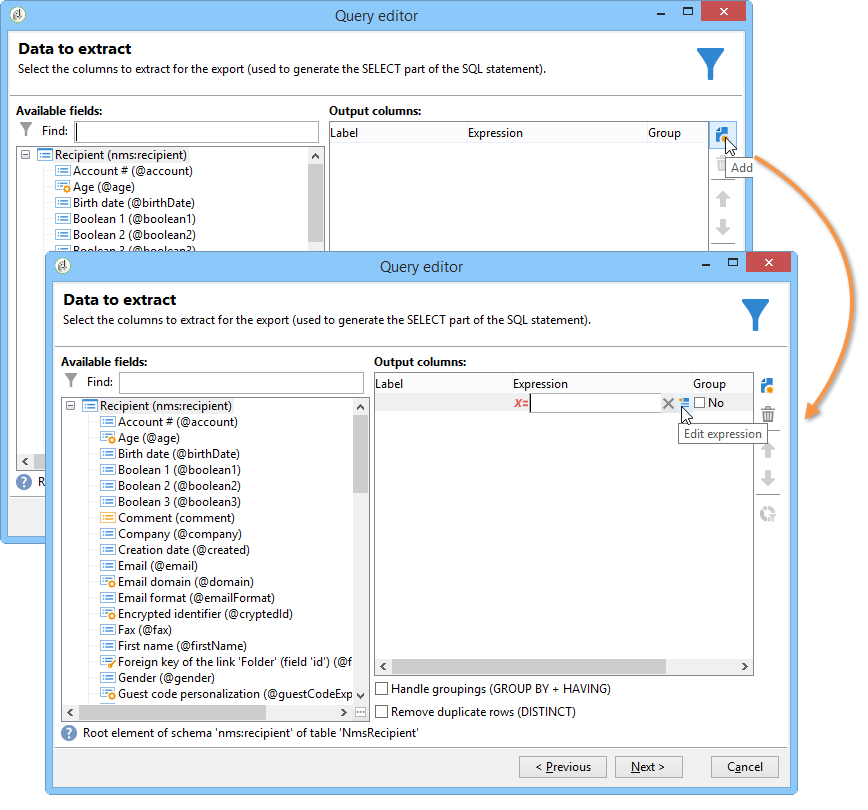 Query editor
Data to extract
Select the columns to extract for the export (used to generate the SELECT part of the SQL statement).
Available fields:
Output columns:
Find:
Label Expression Group
Recipient (nms:recipient)
Account # (@account)
Age (@age)
Birth date (@birthDate)
Boolean 1 (@boolean1)
Boolean 2 (@boolean2)
Boolean 3 (@boolean3)
Add
R
Query editor
Data to extract
Select the columns to extract for the export (used to generate the SELECT part of the SQL statement).
Available fields:
Output columns:
Find:
Label Expression Group
X= No
Edit expression
Recipient (nms:recipient)
Account # (@account)
Age (@age)
Birth date (@birthDate)
Boolean 1 (@boolean1)
Boolean 2 (@boolean2)
Boolean 3 (@boolean3)
Comment (comment)
Company (@company)
Creation date (@created)
Email (@email)
Email domain (@domain)
Email format (@emailFormat)
Encrypted identifier (@cryptedId)
Fax (@fax)
First name (@firstName)
Foreign key of the link 'Folder' (field 'id') (@f
Gender (@gender)
Guest code personalization (@guestCodeExp
Handle groupings (GROUP BY + HAVING)
Remove duplicate rows (DISTINCT)
Root element of schema 'nms:recipient' of table 'NmsRecipient'
< Previous Next > Cancel